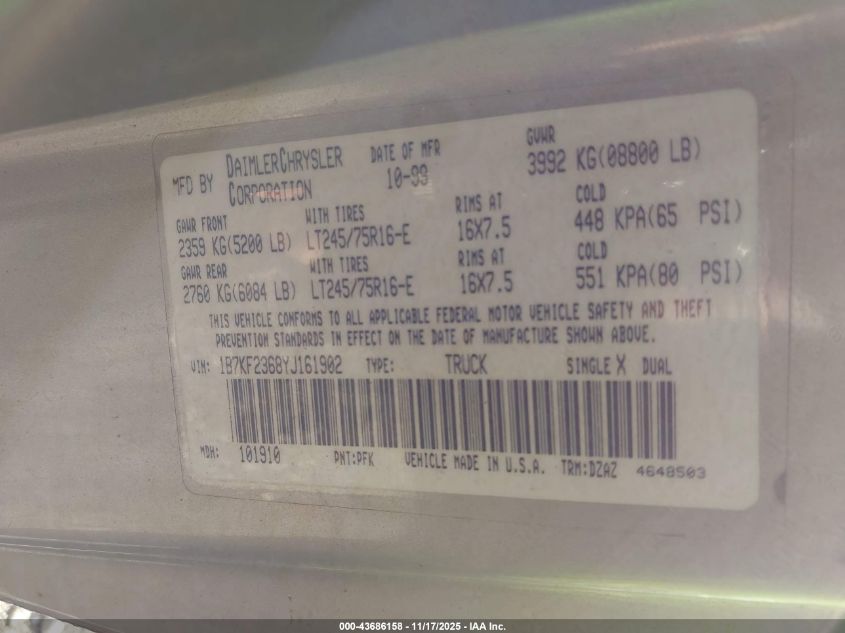 MFD BY DAIMLERCHRYSLER CORPORATION DATE OF MFR 10-99 GVWR 3992 KG(08800 LB)
GAWR FRONT WITH TIRES RIMS AT COLD
2359 KG(5200 LB) LT245/75R16-E 16X7.5 448 KPA(65 PSI)
GAWR REAR WITH TIRES RIMS AT COLD
2760 KG(6084 LB) LT245/75R16-E 16X7.5 551 KPA(80 PSI)
THIS VEHICLE CONFORMS TO ALL APPLICABLE FEDERAL MOTOR VEHICLE SAFETY AND THEFT
PREVENTION STANDARDS IN EFFECT ON THE DATE OF MANUFACTURE SHOWN ABOVE.
VIN: 1B7KF2368YJ161902 TYPE: TRUCK SINGLE X DUAL
MDH: 101910 PNT:PFK VEHICLE MADE IN U.S.A. TRM:DZAZ 4648503
000-43686158 - 11/17/2025 - IAA Inc.